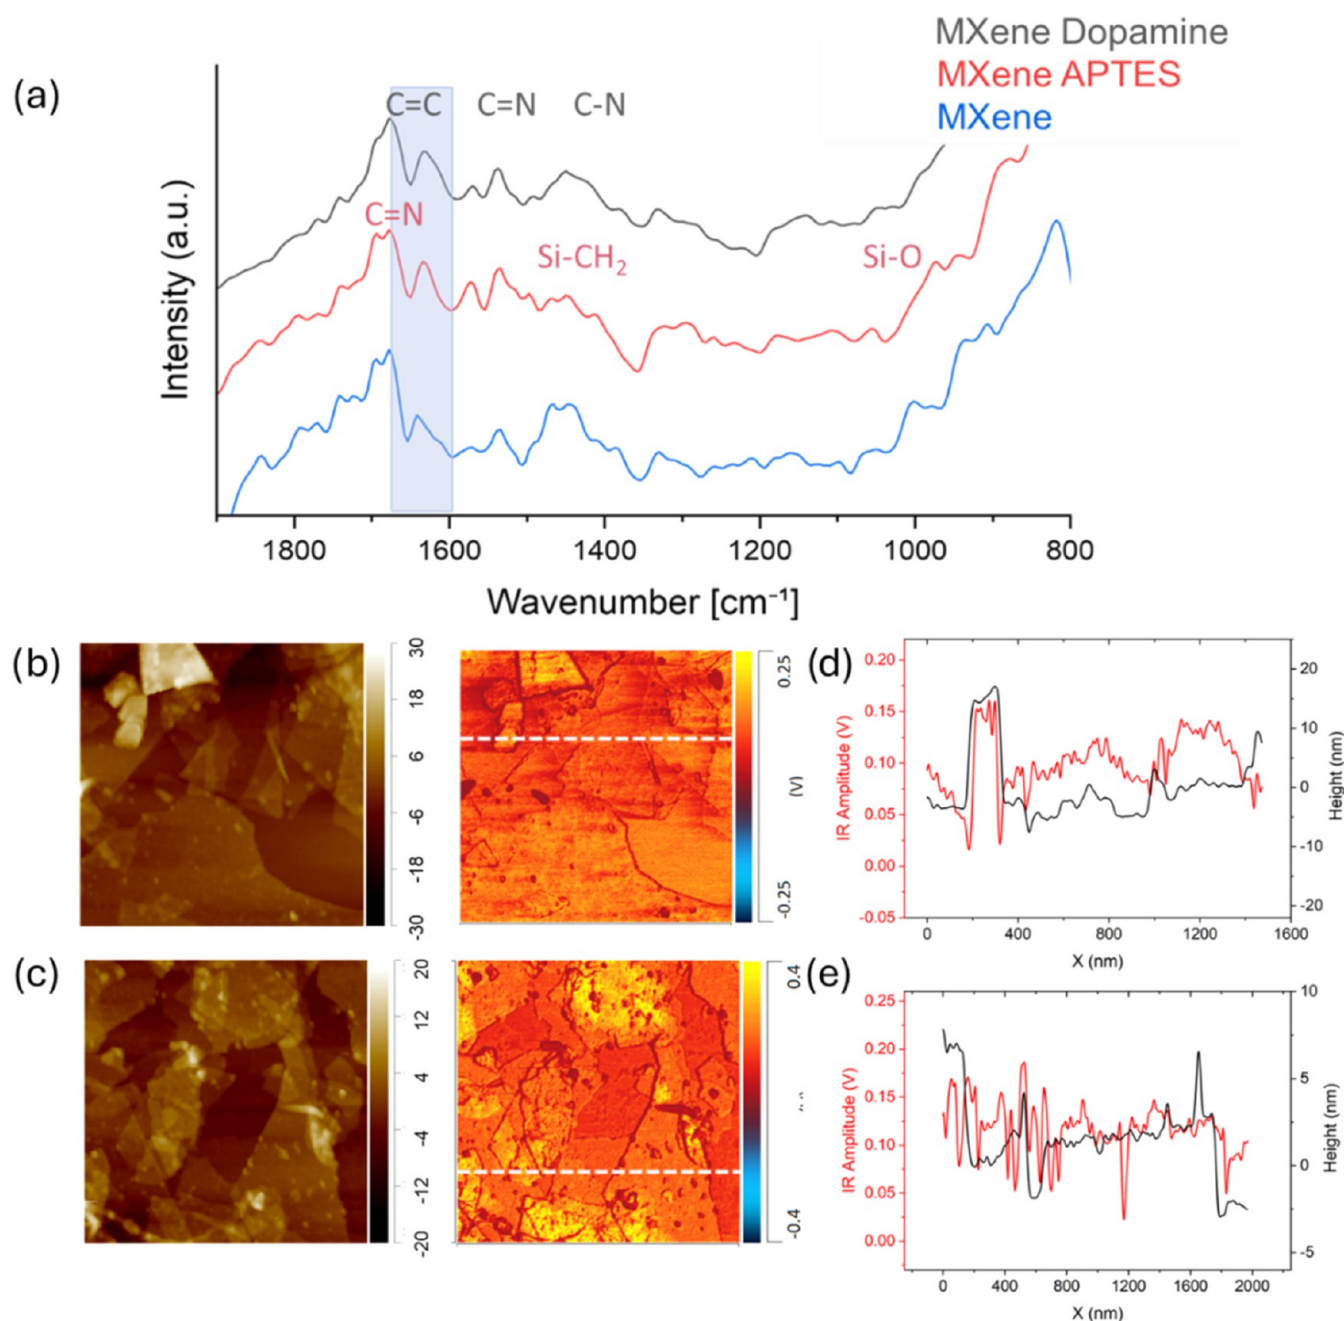 MXene Dopamine
MXene APTES
MXene
(a)
C=C C=N C-N
C=N
Si-CH₂
Si-O
Intensity (a.u.)
1800 1600 1400 1200 1000 800
Wavenumber [cm⁻¹]
(b)
30
18
6
-6
-18
-30
0.25
(V)
-0.25
(d)
IR Amplitude (V)
0.20
0.15
0.10
0.05
0.00
-0.05
Height (nm)
20
10
0
-10
-20
0 400 800 1200 1600
X (nm)
(c)
20
12
4
-4
-12
-20
0.4
-0.4
(e)
IR Amplitude (V)
0.25
0.20
0.15
0.10
0.05
0.00
Height (nm)
10
5
0
-5
0 400 800 1200 1600 2000
X (nm)